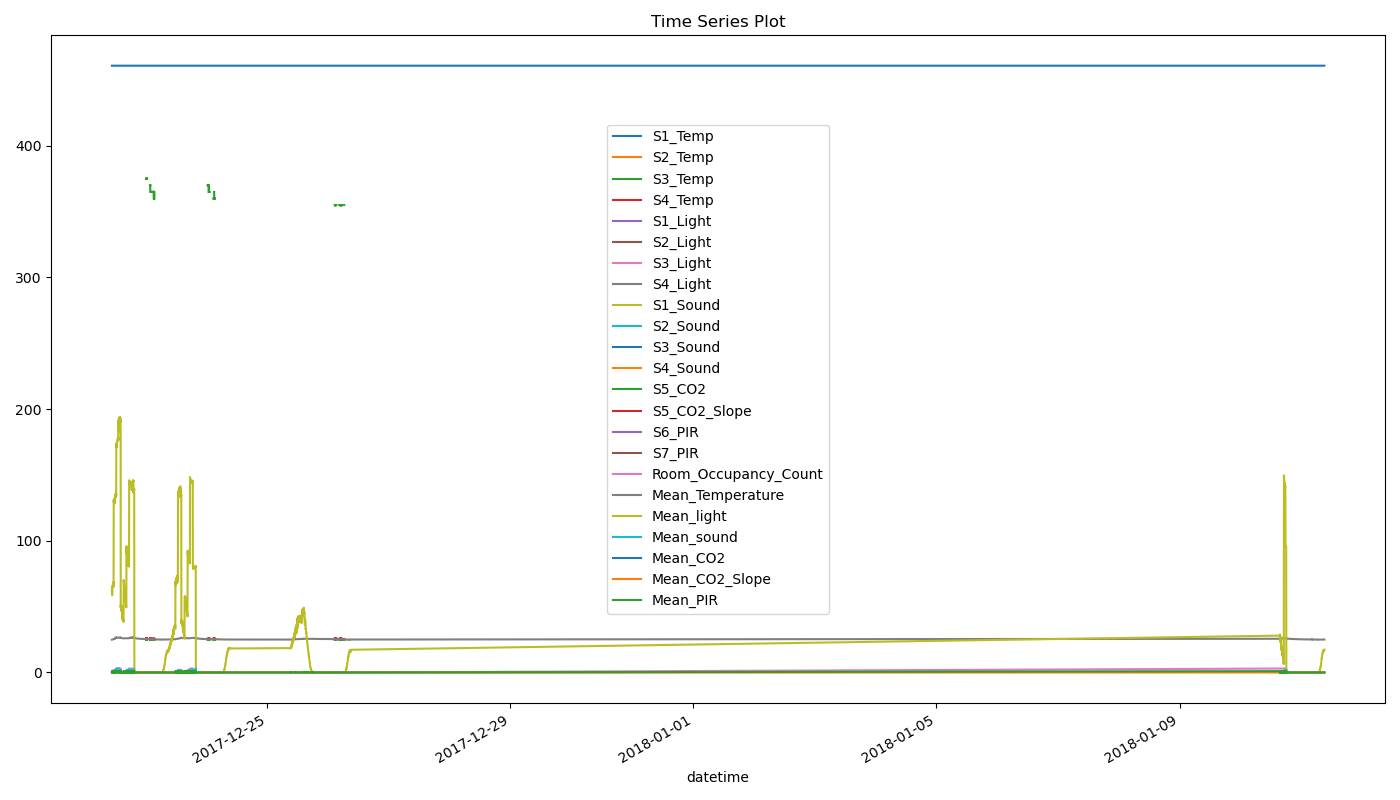 Time Series Plot
400
300
200
100
0
S1_Temp
S2_Temp
S3_Temp
S4_Temp
S1_Light
S2_Light
S3_Light
S4_Light
S1_Sound
S2_Sound
S3_Sound
S4_Sound
S5_CO2
S5_CO2_Slope
S6_PIR
S7_PIR
Room_Occupancy_Count
Mean_Temperature
Mean_light
Mean_sound
Mean_CO2
Mean_CO2_Slope
Mean_PIR
2017-12-25
2017-12-29
2018-01-01
2018-01-05
2018-01-09
datetime